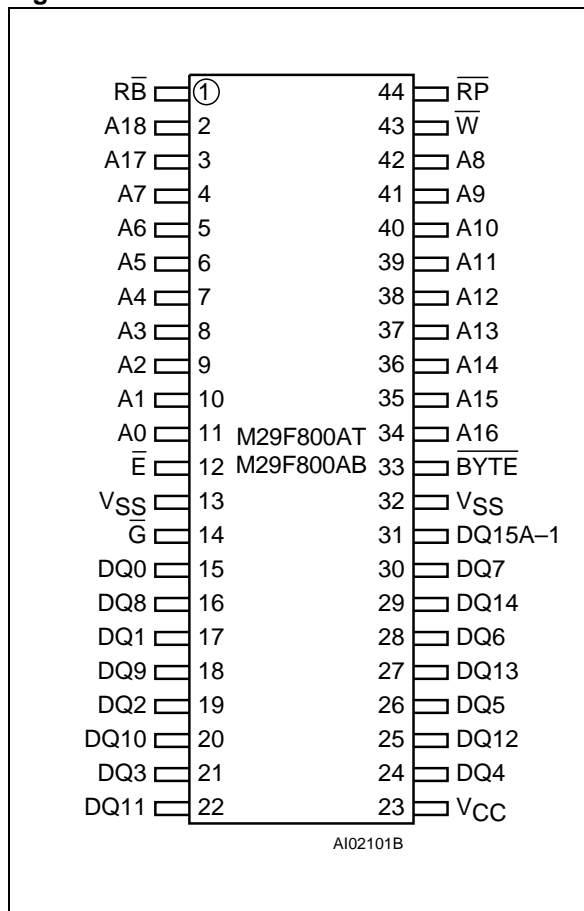 RB̅ 1 44 R̅P̅
A18 2 43 W̅
A17 3 42 A8
A7 4 41 A9
A6 5 40 A10
A5 6 39 A11
A4 7 38 A12
A3 8 37 A13
A2 9 36 A14
A1 10 35 A15
A0 11 M29F800AT 34 A16
E̅ 12 M29F800AB 33 B̅Y̅T̅E̅
VSS 13 32 VSS
G̅ 14 31 DQ15A–1
DQ0 15 30 DQ7
DQ8 16 29 DQ14
DQ1 17 28 DQ6
DQ9 18 27 DQ13
DQ2 19 26 DQ5
DQ10 20 25 DQ12
DQ3 21 24 DQ4
DQ11 22 23 VCC
AI02101B